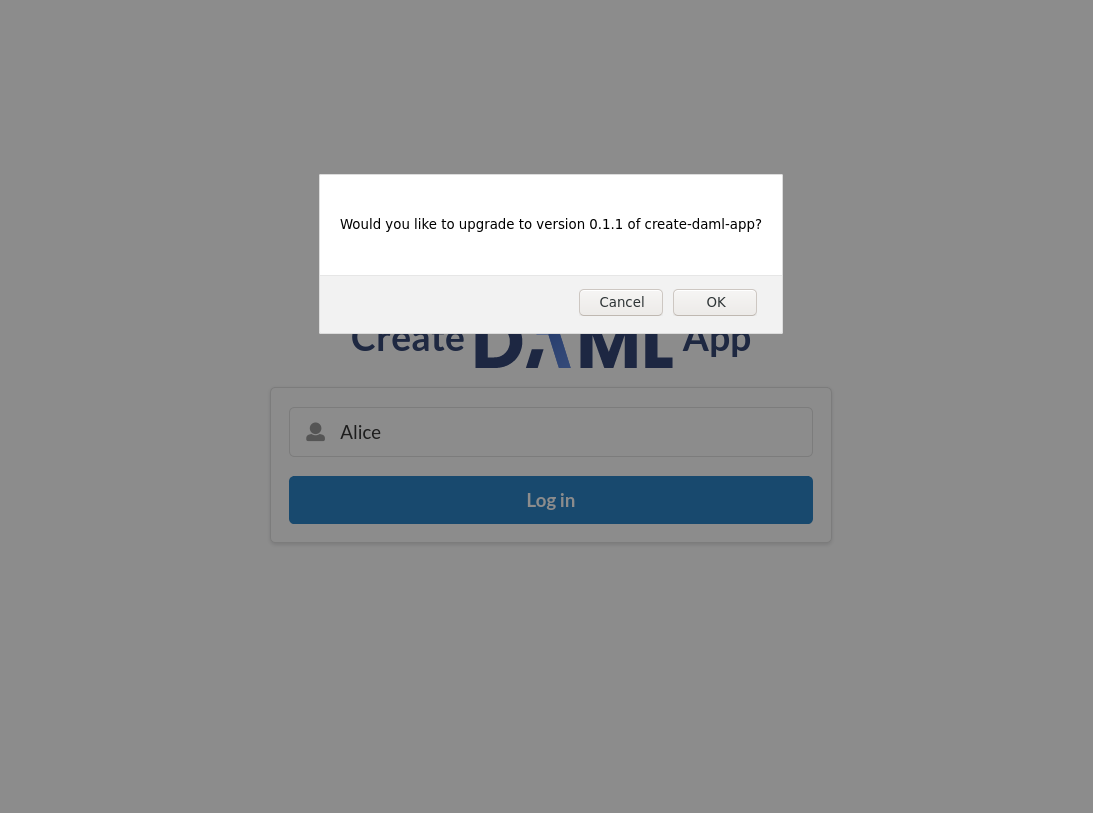 Would you like to upgrade to version 0.1.1 of create-daml-app?
Cancel OK
Create DAML App
Alice
Log in